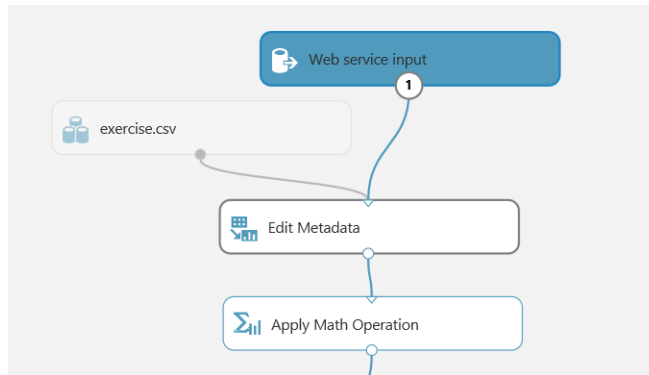 Web service input
1
exercise.csv
Edit Metadata
Apply Math Operation